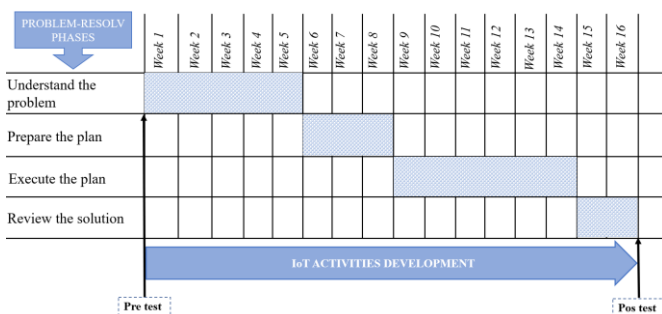 PROBLEM-RESOLV
PHASES
Week 1
Week 2
Week 3
Week 4
Week 5
Week 6
Week 7
Week 8
Week 9
Week 10
Week 11
Week 12
Week 13
Week 14
Week 15
Week 16
Understand the
problem
Prepare the plan
Execute the plan
Review the solution
IoT ACTIVITIES DEVELOPMENT
Pre test
Pos test